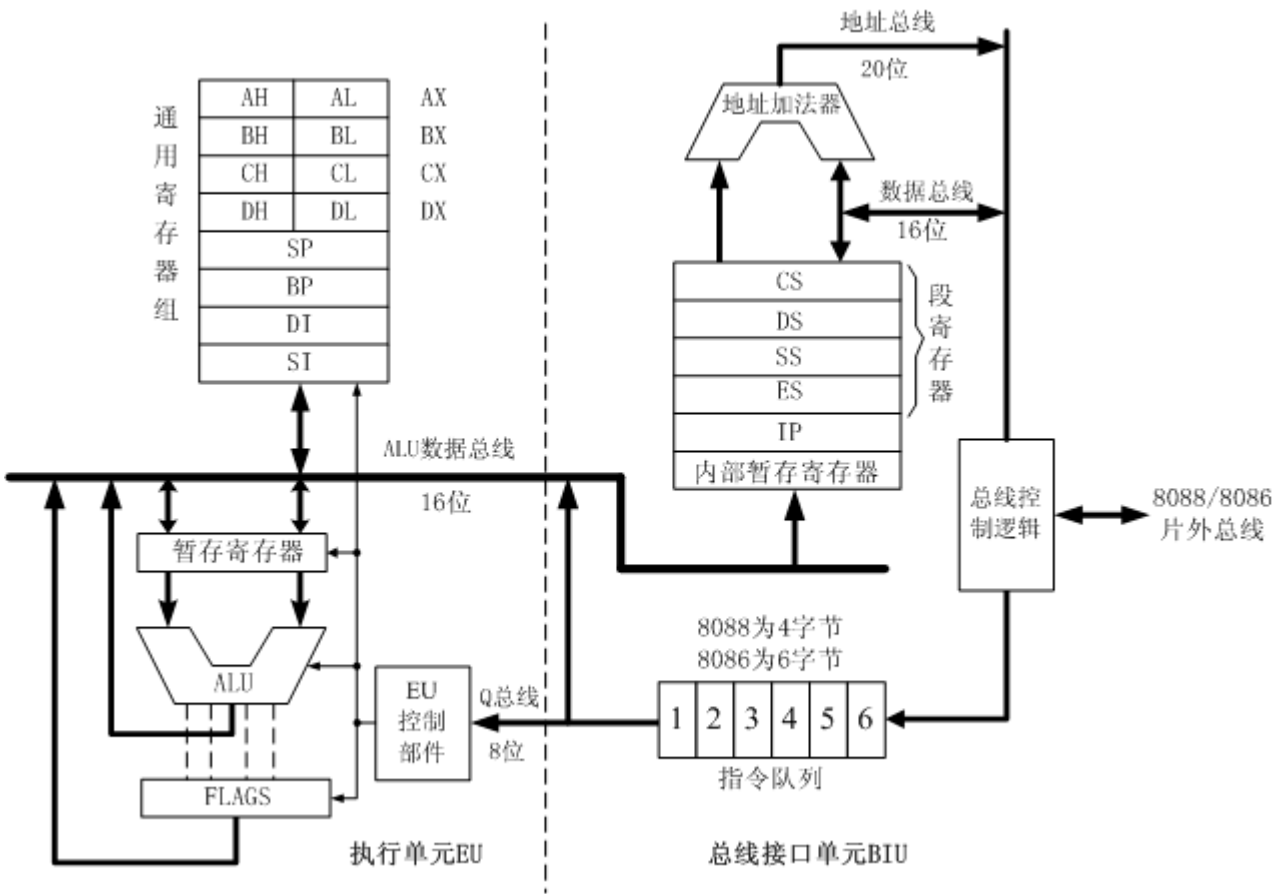 通用寄存器组
AH AL AX
BH BL BX
CH CL CX
DH DL DX
SP
BP
DI
SI
ALU数据总线
16位
暂存寄存器
ALU
FLAGS
EU
控制
部件
Q总线
8位
执行单元EU
地址总线
20位
地址加法器
数据总线
16位
CS
DS
SS
ES
IP
内部暂存寄存器
段寄存器
总线控
制逻辑
8088/8086
片外总线
8088为4字节
8086为6字节
1 2 3 4 5 6
指令队列
总线接口单元BIU